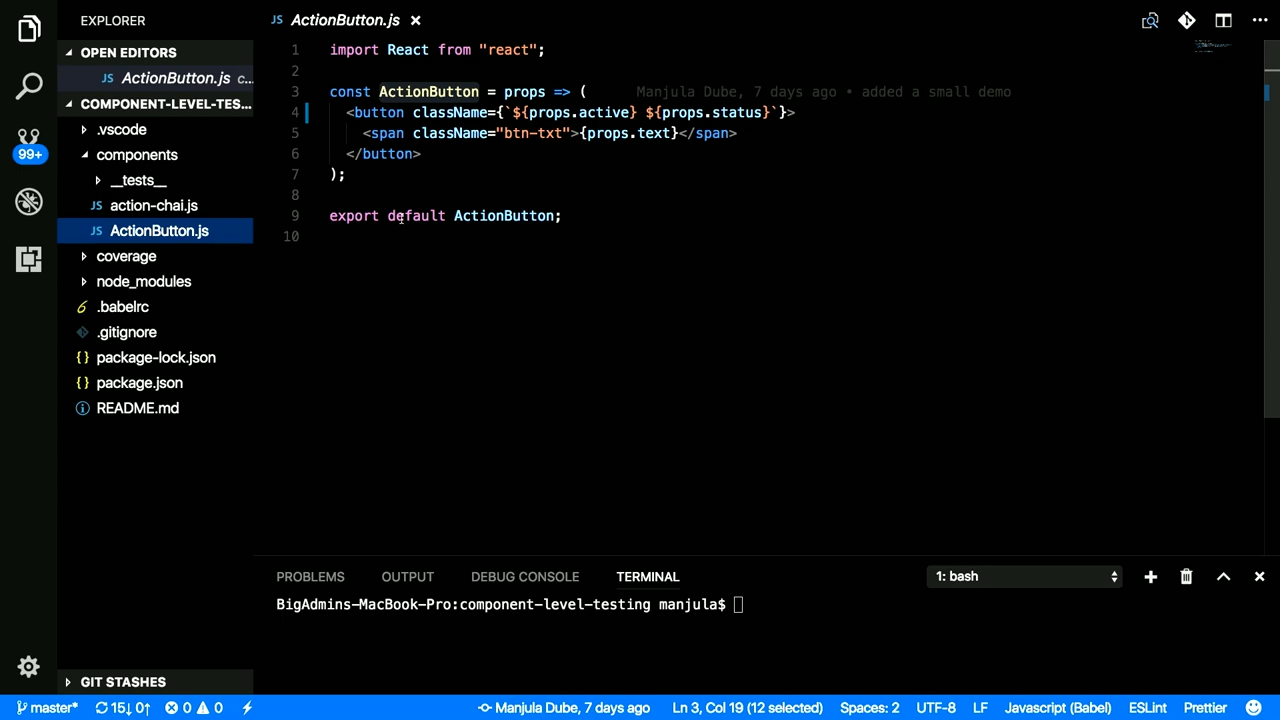 EXPLORER
OPEN EDITORS
JS ActionButton.js c...
COMPONENT-LEVEL-TES...
.vscode
components
__tests__
JS action-chai.js
JS ActionButton.js
coverage
node_modules
.babelrc
.gitignore
{} package-lock.json
{} package.json
README.md
GIT STASHES
99+
JS ActionButton.js
1 import React from "react";
2
3 const ActionButton = props => ( Manjula Dube, 7 days ago • added a small demo
4 <button className={`${props.active} ${props.status}`}>
5 <span className="btn-txt">{props.text}</span>
6 </button>
7 );
8
9 export default ActionButton;
10
PROBLEMS OUTPUT DEBUG CONSOLE TERMINAL 1: bash
BigAdmins-MacBook-Pro:component-level-testing manjula$
master* 15↓ 0↑ 0 0 Manjula Dube, 7 days ago Ln 3, Col 19 (12 selected) Spaces: 2 UTF-8 LF Javascript (Babel) ESLint Prettier